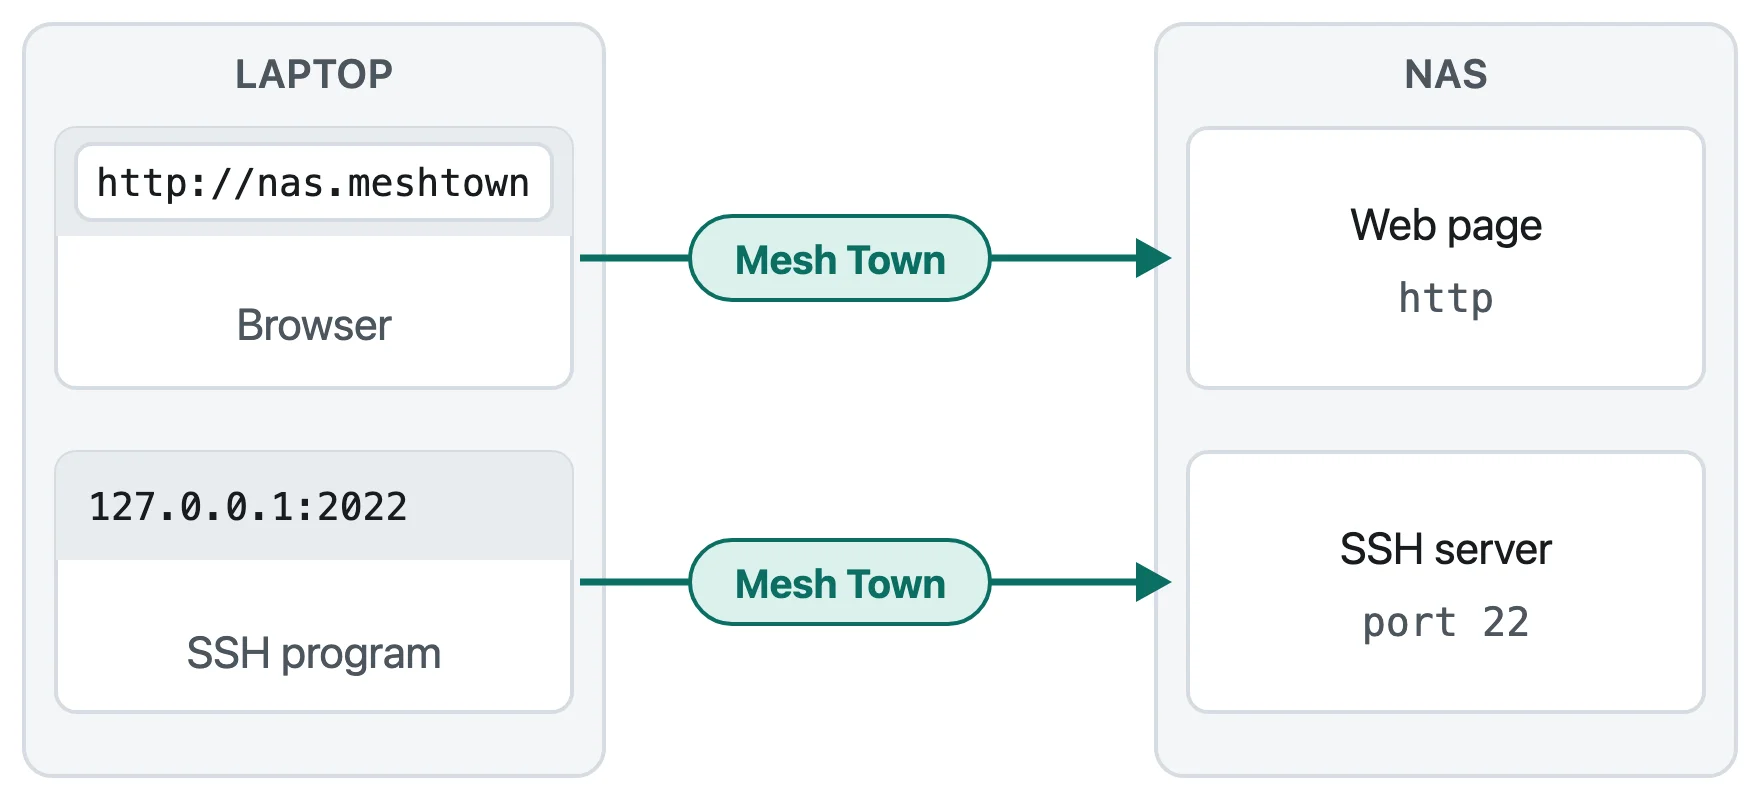 LAPTOP
http://nas.meshtown
Browser
127.0.0.1:2022
SSH program
Mesh Town
Mesh Town
NAS
Web page
http
SSH server
port 22